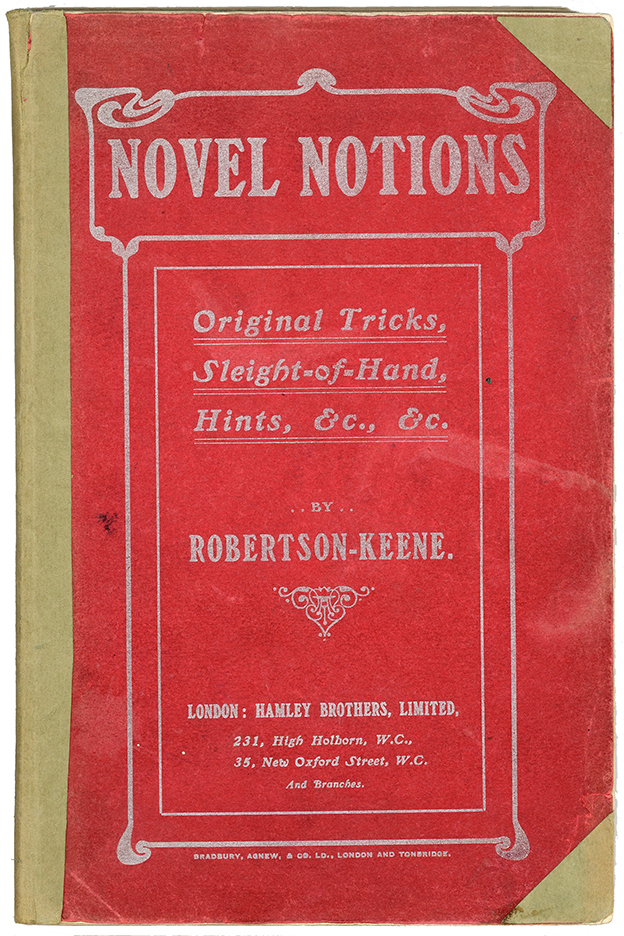 NOVEL NOTIONS
Original Tricks,
Sleight-of-Hand,
Hints, &c., &c.
. . BY . .
ROBERTSON-KEENE.
LONDON: HAMLEY BROTHERS, LIMITED,
231, High Holborn, W.C.,
35, New Oxford Street, W.C.
And Branches.
BRADBURY, AGNEW, & CO. LD., LONDON AND TONBRIDGE.